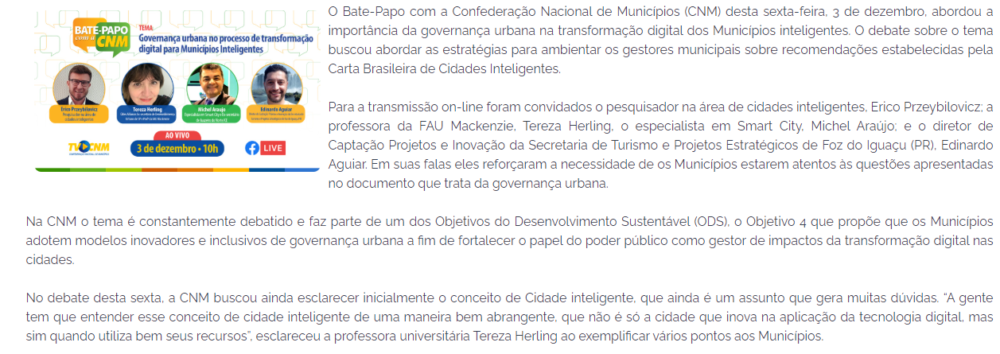 BATE-PAPO
com a CNM
TEMA
Governança urbana no processo de transformação
digital para Municípios Inteligentes
Erico Przeybilovicz
Pesquisador na área de
cidades inteligentes
Tereza Herling
Michel Araujo
Especialista em Smart City e
Edinardo Aguiar
AO VIVO
TV CNM
3 de dezembro • 10h
LIVE
O Bate-Papo com a Confederação Nacional de Municípios (CNM) desta sexta-feira, 3 de dezembro, abordou a
importância da governança urbana na transformação digital dos Municípios inteligentes. O debate sobre o tema
buscou abordar as estratégias para ambientar os gestores municipais sobre recomendações estabelecidas pela
Carta Brasileira de Cidades Inteligentes.
Para a transmissão on-line foram convidados o pesquisador na área de cidades inteligentes, Erico Przeybilovicz; a
professora da FAU Mackenzie, Tereza Herling, o especialista em Smart City, Michel Araújo; e o diretor de
Captação Projetos e Inovação da Secretaria de Turismo e Projetos Estratégicos de Foz do Iguaçu (PR), Edinardo
Aguiar. Em suas falas eles reforçaram a necessidade de os Municípios estarem atentos às questões apresentadas
no documento que trata da governança urbana.
Na CNM o tema é constantemente debatido e faz parte de um dos Objetivos do Desenvolvimento Sustentável (ODS), o Objetivo 4 que propõe que os Municípios
adotem modelos inovadores e inclusivos de governança urbana a fim de fortalecer o papel do poder público como gestor de impactos da transformação digital nas
cidades.
No debate desta sexta, a CNM buscou ainda esclarecer inicialmente o conceito de Cidade inteligente, que ainda é um assunto que gera muitas dúvidas. “A gente
tem que entender esse conceito de cidade inteligente de uma maneira bem abrangente, que não é só a cidade que inova na aplicação da tecnologia digital, mas
sim quando utiliza bem seus recursos”, esclareceu a professora universitária Tereza Herling ao exemplificar vários pontos aos Municípios.